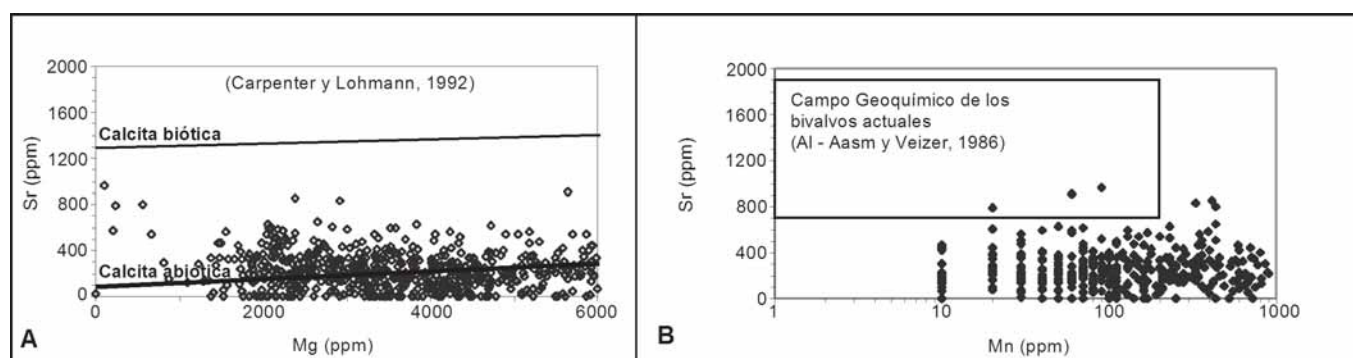 2000
(Carpenter y Lohmann, 1992)
1600
Calcita biótica
1200
Sr (ppm)
800
400
Calcita abiótica
0
0
2000
4000
6000
A
Mg (ppm)
2000
Campo Geoquímico de los
bivalvos actuales
(Al - Aasm y Veizer, 1986)
1600
1200
Sr (ppm)
800
400
0
1
10
100
1000
B
Mn (ppm)